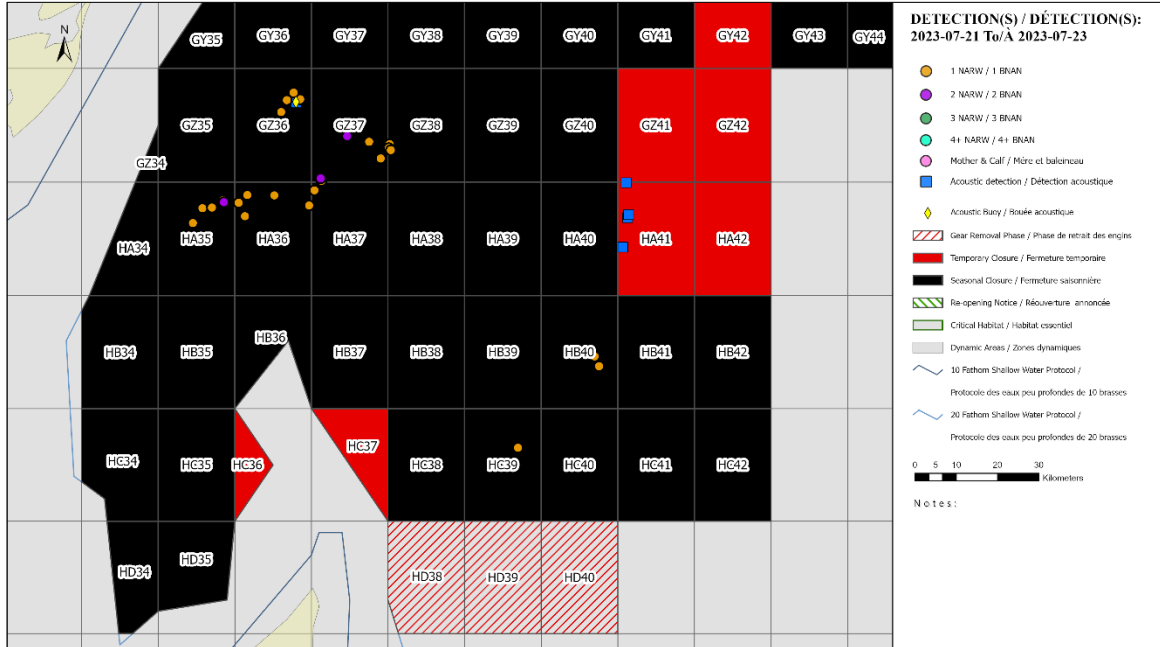 N
GY35 GY36 GY37 GY38 GY39 GY40 GY41 GY42 GY43 GY44
GZ35 GZ36 GZ37 GZ38 GZ39 GZ40 GZ41 GZ42
GZ34
HA34 HA35 HA36 HA37 HA38 HA39 HA40 HA41 HA42
HB36
HB34 HB35 HB37 HB38 HB39 HB40 HB41 HB42
HC37
HC34 HC35 HC36 HC38 HC39 HC40 HC41 HC42
HD34 HD35 HD38 HD39 HD40
DETECTION(S) / DÉTECTION(S):
2023-07-21 To/À 2023-07-23
1 NARW / 1 BNAN
2 NARW / 2 BNAN
3 NARW / 3 BNAN
4+ NARW / 4+ BNAN
Mother & Calf / Mère et baleineau
Acoustic detection / Détection acoustique
Acoustic Buoy / Bouée acoustique
Gear Removal Phase / Phase de retrait des engins
Temporary Closure / Fermeture temporaire
Seasonal Closure / Fermeture saisonnière
Re-opening Notice / Réouverture annoncée
Critical Habitat / Habitat essentiel
Dynamic Areas / Zones dynamiques
10 Fathom Shallow Water Protocol /
Protocole des eaux peu profondes de 10 brasses
20 Fathom Shallow Water Protocol /
Protocole des eaux peu profondes de 20 brasses
0 5 10 20 30
Kilometers
Notes: